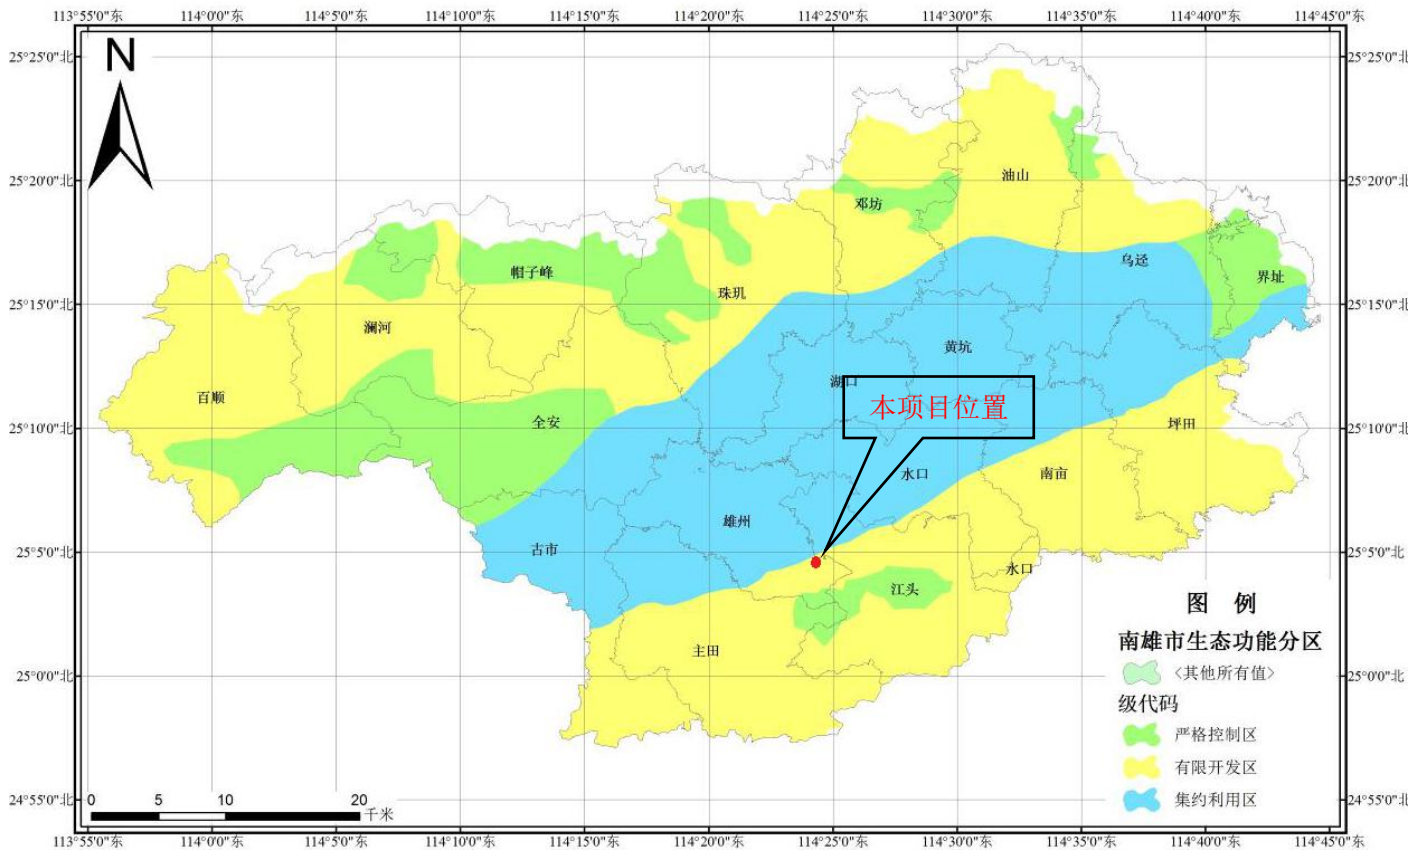 113°55'0"东 114°0'0"东 114°5'0"东 114°10'0"东 114°15'0"东 114°20'0"东 114°25'0"东 114°30'0"东 114°35'0"东 114°40'0"东 114°45'0"东
N
25°25'0"北 25°25'0"北
25°20'0"北 25°20'0"北
油山
邓坊
乌迳
帽子峰
界址
珠玑
25°15'0"北 25°15'0"北
澜河
黄坑
湖口
百顺
本项目位置
全安
坪田
25°10'0"北 25°10'0"北
水口
南亩
雄州
古市
25°5'0"北 25°5'0"北
水口
江头
主田
25°0'0"北 25°0'0"北
图 例
南雄市生态功能分区
<其他所有值>
级代码
严格控制区
有限开发区
集约利用区
24°55'0"北 24°55'0"北
0 5 10 20
千米
113°55'0"东 114°0'0"东 114°5'0"东 114°10'0"东 114°15'0"东 114°20'0"东 114°25'0"东 114°30'0"东 114°35'0"东 114°40'0"东 114°45'0"东